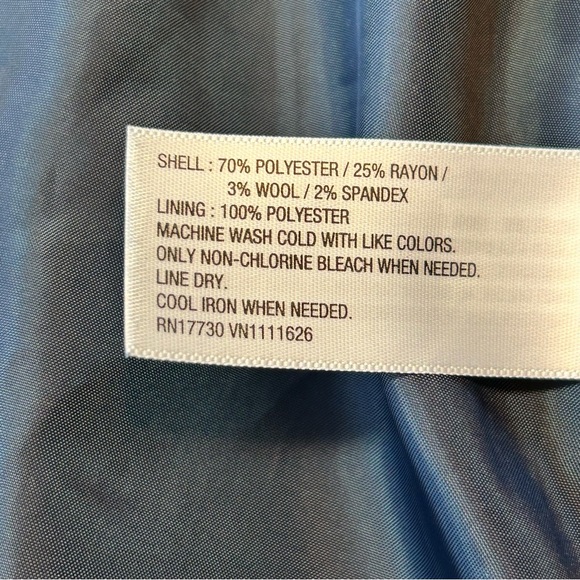 SHELL : 70% POLYESTER / 25% RAYON /
3% WOOL / 2% SPANDEX
LINING : 100% POLYESTER
MACHINE WASH COLD WITH LIKE COLORS.
ONLY NON-CHLORINE BLEACH WHEN NEEDED.
LINE DRY.
COOL IRON WHEN NEEDED.
RN17730 VN1111626